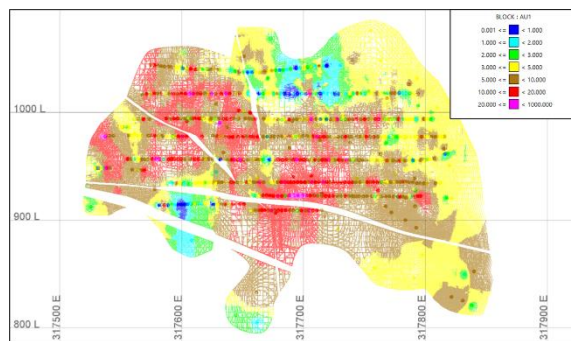 BLOCK : AU1
0.001 <= < 1.000
1.000 <= < 2.000
2.000 <= < 3.000
3.000 <= < 5.000
5.000 <= < 10.000
10.000 <= < 20.000
20.000 <= < 1000.000
1000 L
900 L
800 L
317500 E
317600 E
317700 E
317800 E
317900 E